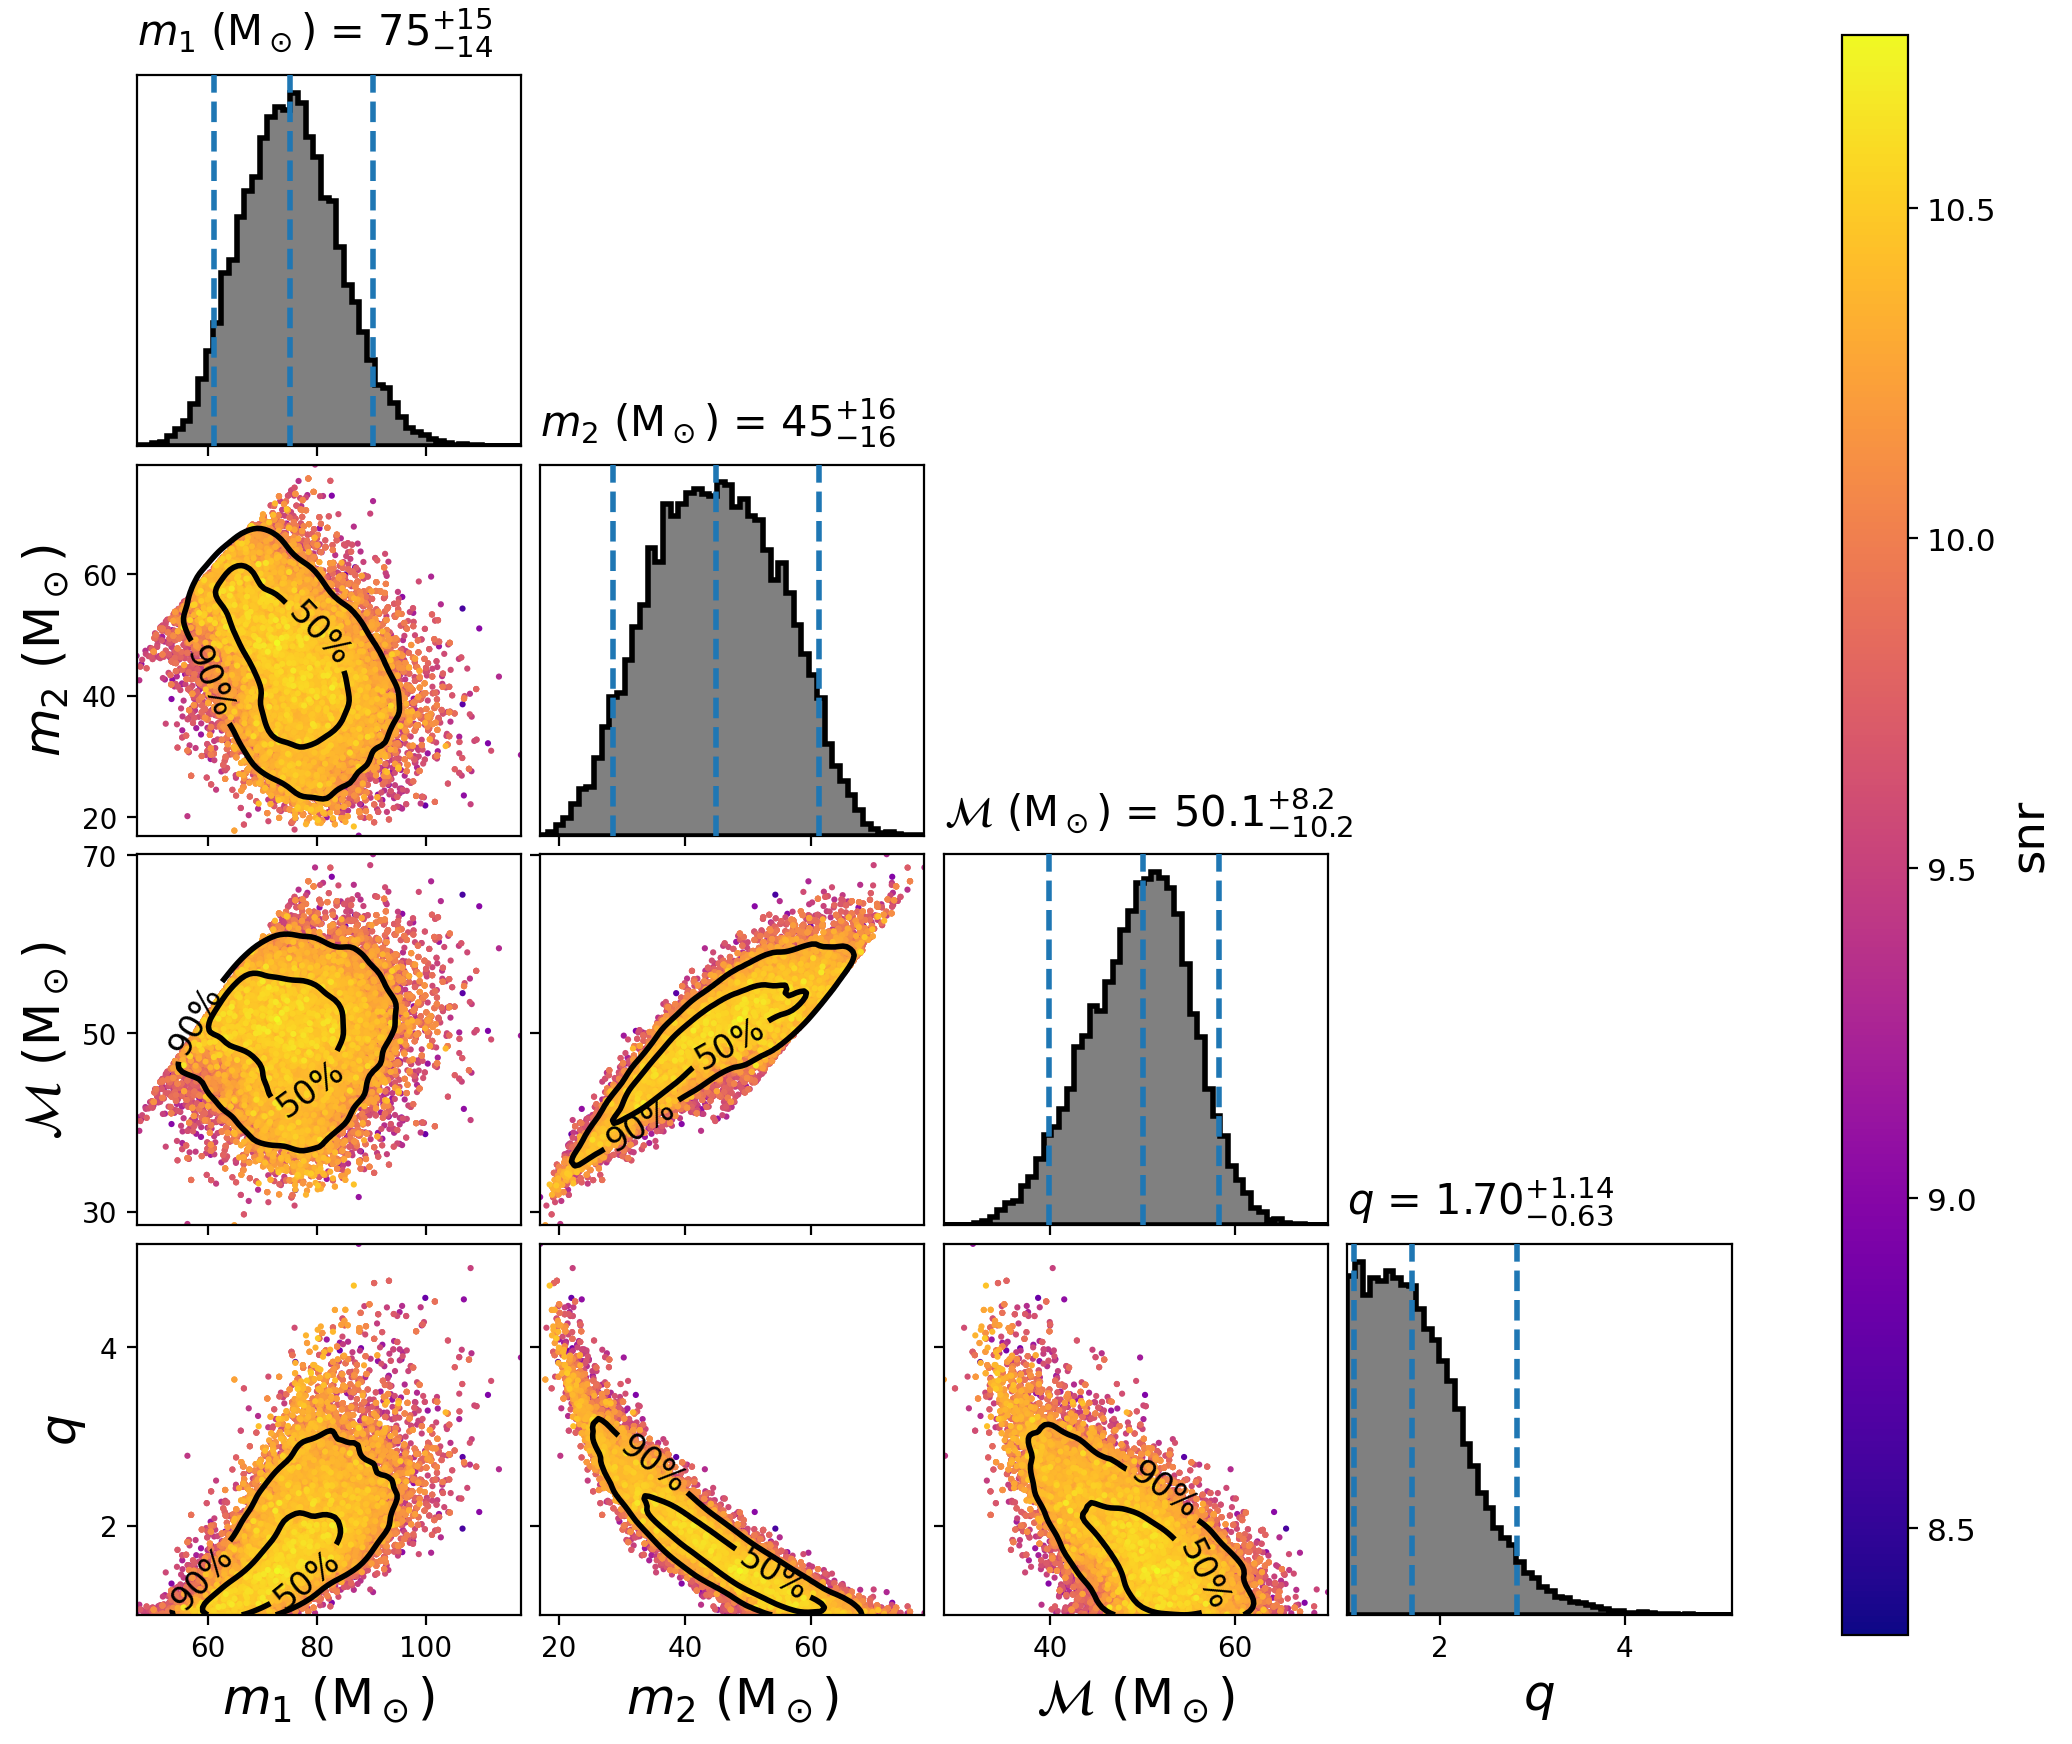 m₁ (M⊙) = 75⁺¹⁵₋₁₄
m₂ (M⊙) = 45⁺¹⁶₋₁₆
ℳ (M⊙) = 50.1⁺⁸·²₋₁₀.₂
q = 1.70⁺¹·¹⁴₋₀.₆₃
m₂ (M⊙)
60
40
20
50%
90%
ℳ (M⊙)
70
50
30
90%
50%
50%
90%
q
4
2
90%
50%
90%
50%
90%
50%
60
80
100
20
40
60
40
60
2
4
m₁ (M⊙)
m₂ (M⊙)
ℳ (M⊙)
q
10.5
10.0
9.5
9.0
8.5
snr